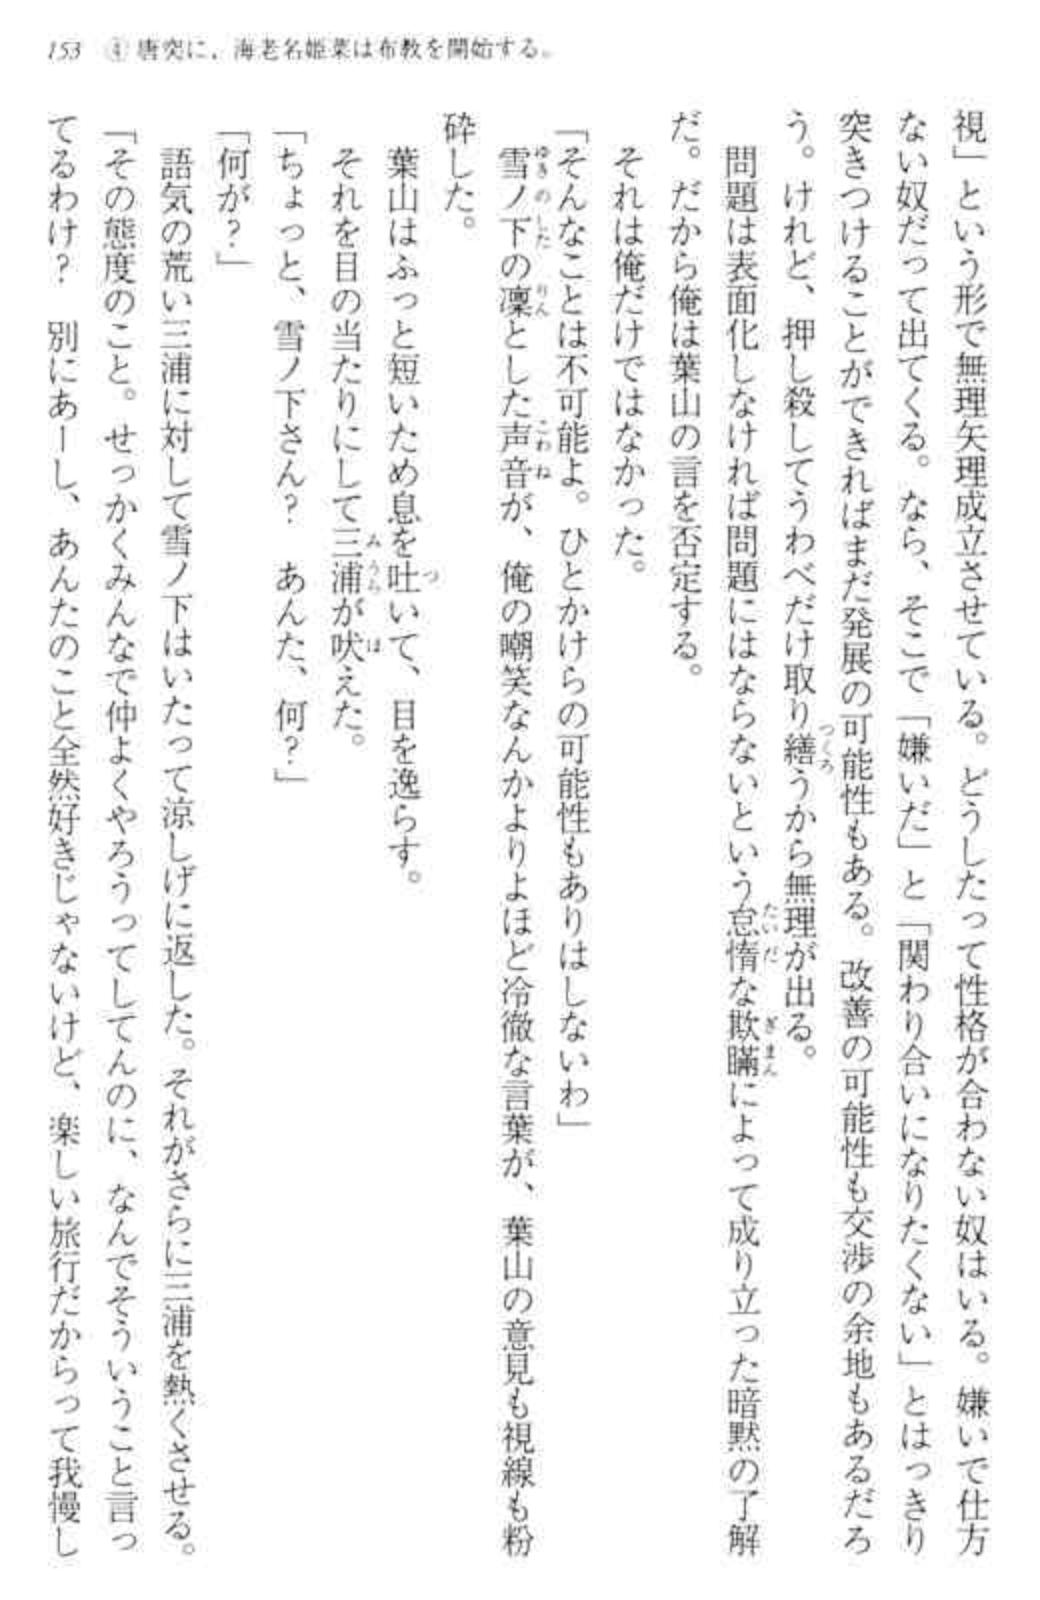 153 ④ 唐突に、海老名姫菜は布教を開始する。
視」という形で無理矢理成立させている。どうしたって性格が合わない奴はいる。嫌いで仕方
ない奴だって出てくる。なら、そこで「嫌いだ」と「関わり合いになりたくない」とはっきり
突きつけることができればまだ発展の可能性もある。改善の可能性も交渉の余地もあるだろ
う。けれど、押し殺してうわべだけ取り繕うから無理が出る。
問題は表面化しなければ問題にはならないという怠惰な欺瞞によって成り立った暗黙の了解
だ。だから俺は葉山の言を否定する。
それは俺だけではなかった。
「そんなことは不可能よ。ひとかけらの可能性もありはしないわ」
雪ノ下の凜とした声音が、俺の嘲笑なんかよりよほど冷徹な言葉が、葉山の意見も視線も粉
砕した。
葉山はふっと短いため息を吐いて、目を逸らす。
それを目の当たりにして三浦が吠えた。
「ちょっと、雪ノ下さん？　あんた、何？」
「何が？」
語気の荒い三浦に対して雪ノ下はいたって涼しげに返した。それがさらに三浦を熱くさせる。
「その態度のこと。せっかくみんなで仲よくやろうってしてんのに、なんでそういうこと言っ
てるわけ？　別にあーし、あんたのこと全然好きじゃないけど、楽しい旅行だからって我慢し